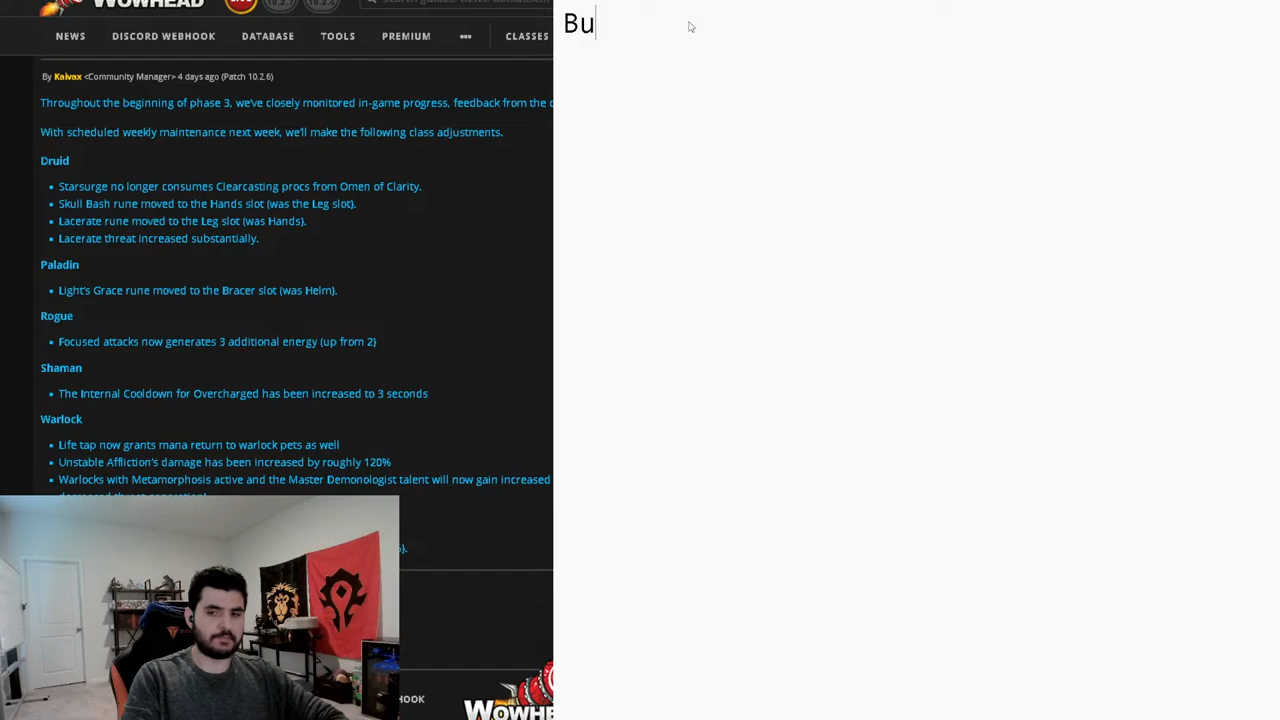 WOWHEAD
LIVE
NEWS DISCORD WEBHOOK DATABASE TOOLS PREMIUM ••• CLASSES
By Kaivax <Community Manager> 4 days ago (Patch 10.2.6)
Throughout the beginning of phase 3, we've closely monitored in-game progress, feedback from the
With scheduled weekly maintenance next week, we'll make the following class adjustments.
Druid
Starsurge no longer consumes Clearcasting procs from Omen of Clarity.
Skull Bash rune moved to the Hands slot (was the Leg slot}.
Lacerate rune moved to the Leg slot (was Hands}.
Lacerate threat increased substantially.
Paladin
Light's Grace rune moved to the Bracer slot (was Helm}.
Rogue
Focused attacks now generates 3 additional energy (up from 2}
Shaman
The Internal Cooldown for Overcharged has been increased to 3 seconds
Warlock
Life tap now grants mana return to warlock pets as well
Unstable Affliction's damage has been increased by roughly 120%
Warlocks with Metamorphosis active and the Master Demonologist talent will now gain increased
HOOK
WOWHE
Bu